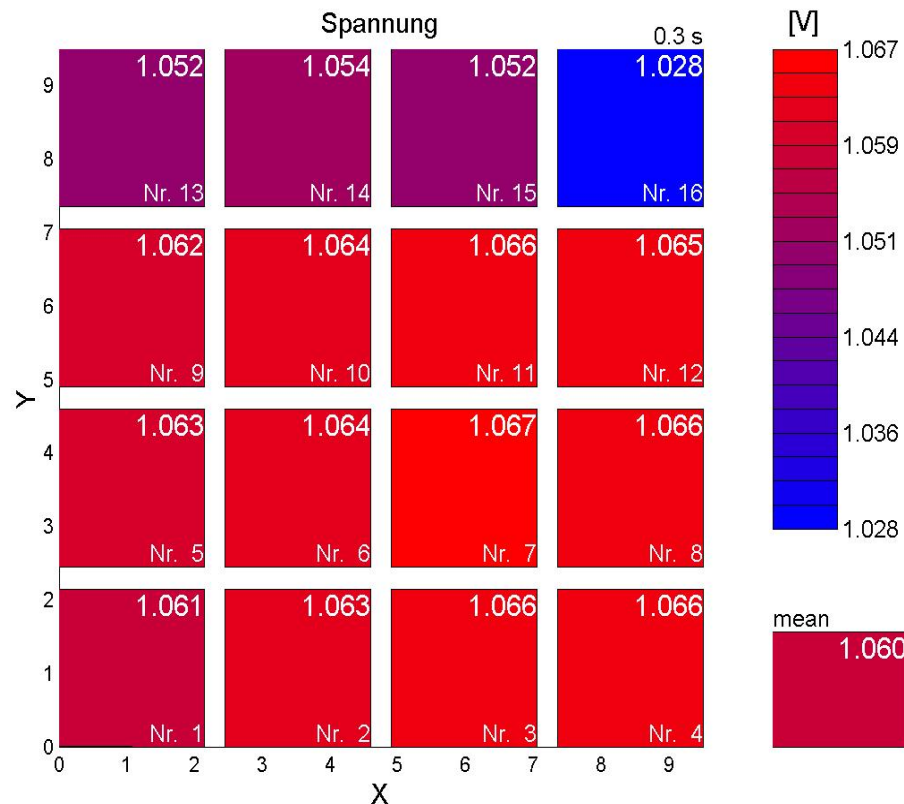 Spannung
0.3 s
[V]
9
8
7
6
5
4
3
2
1
0
Y
1.052
Nr. 13
1.054
Nr. 14
1.052
Nr. 15
1.028
Nr. 16
1.062
Nr. 9
1.064
Nr. 10
1.066
Nr. 11
1.065
Nr. 12
1.063
Nr. 5
1.064
Nr. 6
1.067
Nr. 7
1.066
Nr. 8
1.061
Nr. 1
1.063
Nr. 2
1.066
Nr. 3
1.066
Nr. 4
0 1 2 3 4 5 6 7 8 9
X
1.067
1.059
1.051
1.044
1.036
1.028
mean
1.060